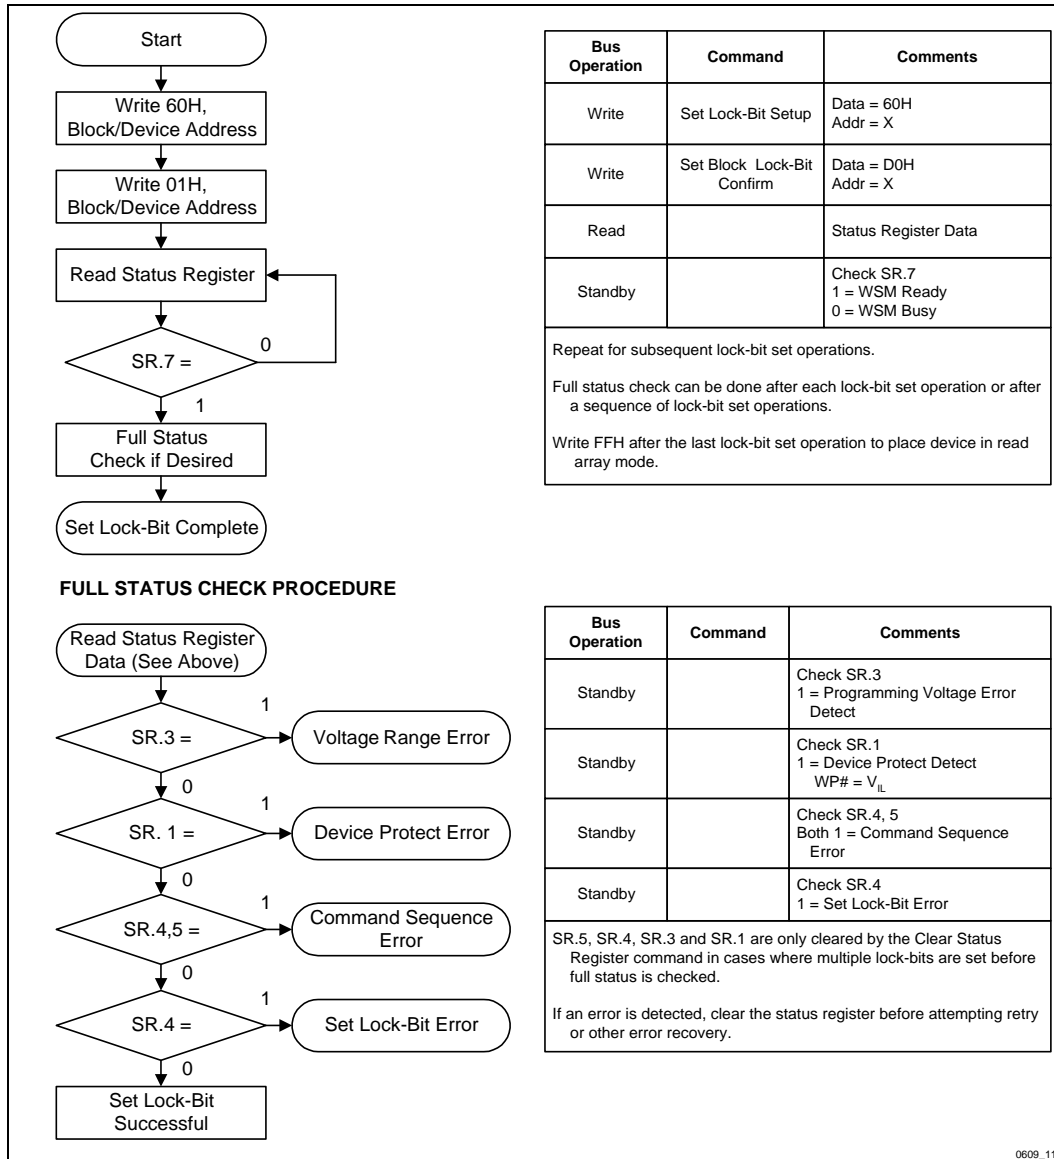 Start
Write 60H,
Block/Device Address
Write 01H,
Block/Device Address
Read Status Register
SR.7 =
0
1
Full Status
Check if Desired
Set Lock-Bit Complete
Bus
Operation
Command
Comments
Write
Set Lock-Bit Setup
Data = 60H
Addr = X
Write
Set Block Lock-Bit
Confirm
Data = D0H
Addr = X
Read
Status Register Data
Standby
Check SR.7
1 = WSM Ready
0 = WSM Busy
Repeat for subsequent lock-bit set operations.
Full status check can be done after each lock-bit set operation or after
a sequence of lock-bit set operations.
Write FFH after the last lock-bit set operation to place device in read
array mode.
FULL STATUS CHECK PROCEDURE
Read Status Register
Data (See Above)
SR.3 =
1
Voltage Range Error
0
SR. 1 =
1
Device Protect Error
0
SR.4,5 =
1
Command Sequence
Error
0
SR.4 =
1
Set Lock-Bit Error
0
Set Lock-Bit
Successful
Bus
Operation
Command
Comments
Standby
Check SR.3
1 = Programming Voltage Error
Detect
Standby
Check SR.1
1 = Device Protect Detect
WP# = VIL
Standby
Check SR.4, 5
Both 1 = Command Sequence
Error
Standby
Check SR.4
1 = Set Lock-Bit Error
SR.5, SR.4, SR.3 and SR.1 are only cleared by the Clear Status
Register command in cases where multiple lock-bits are set before
full status is checked.
If an error is detected, clear the status register before attempting retry
or other error recovery.
0609_11